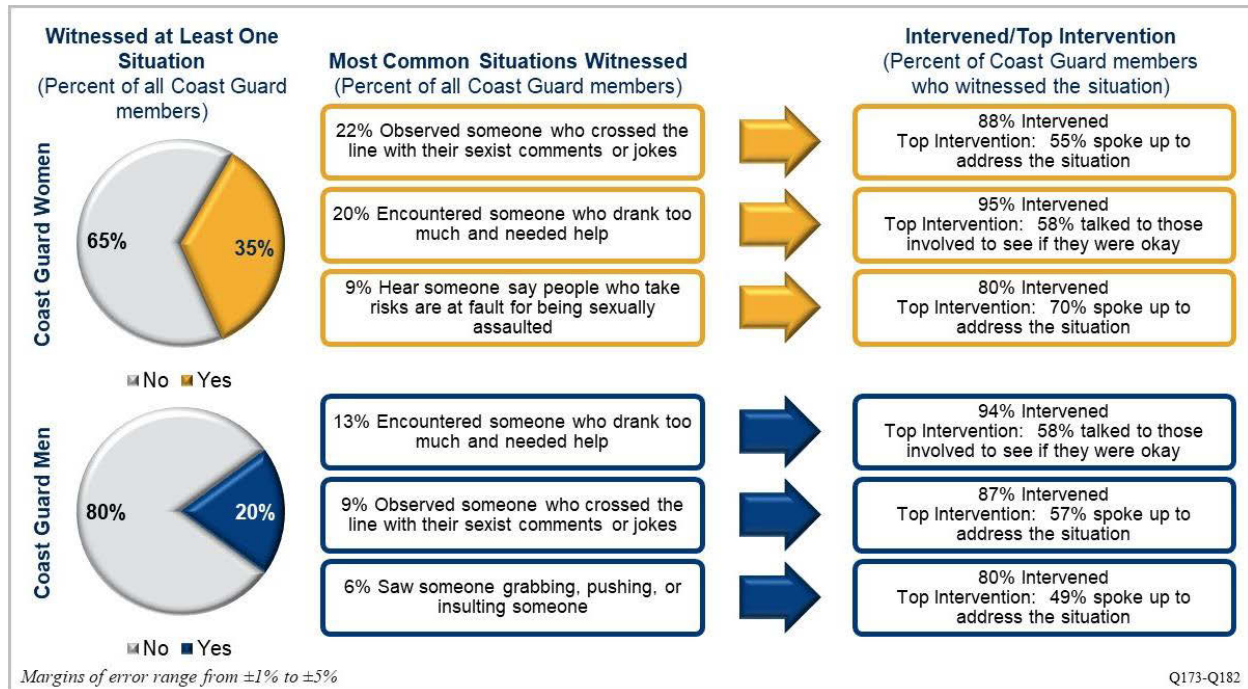 Witnessed at Least One
Situation
(Percent of all Coast Guard
members)
Most Common Situations Witnessed
(Percent of all Coast Guard members)
Intervened/Top Intervention
(Percent of Coast Guard members
who witnessed the situation)
Coast Guard Women
65%
35%
No Yes
22% Observed someone who crossed the
line with their sexist comments or jokes
88% Intervened
Top Intervention: 55% spoke up to
address the situation
20% Encountered someone who drank too
much and needed help
95% Intervened
Top Intervention: 58% talked to those
involved to see if they were okay
9% Hear someone say people who take
risks are at fault for being sexually
assaulted
80% Intervened
Top Intervention: 70% spoke up to
address the situation
Coast Guard Men
80%
20%
No Yes
13% Encountered someone who drank too
much and needed help
94% Intervened
Top Intervention: 58% talked to those
involved to see if they were okay
9% Observed someone who crossed the
line with their sexist comments or jokes
87% Intervened
Top Intervention: 57% spoke up to
address the situation
6% Saw someone grabbing, pushing, or
insulting someone
80% Intervened
Top Intervention: 49% spoke up to
address the situation
Margins of error range from ±1% to ±5%
Q173-Q182